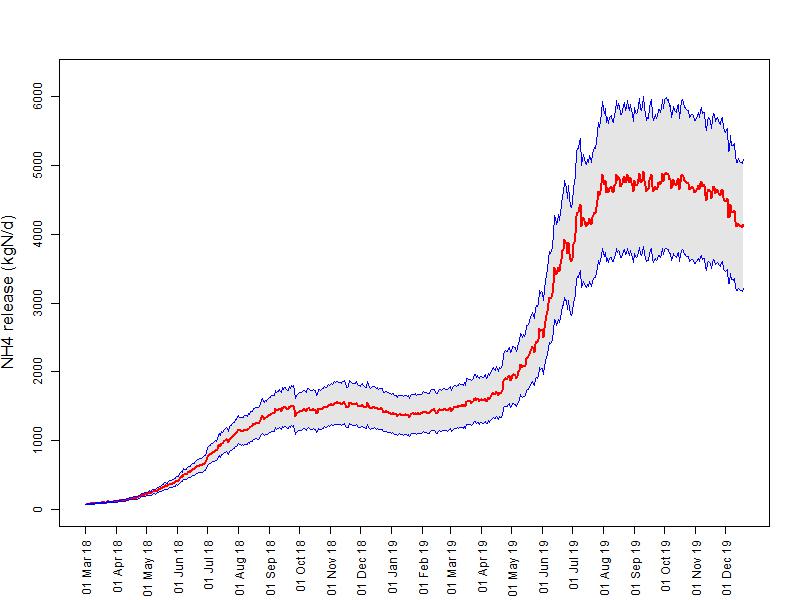 NH4 release (kgN/d)
6000
5000
4000
3000
2000
1000
0
01 Mar 18
01 Apr 18
01 May 18
01 Jun 18
01 Jul 18
01 Aug 18
01 Sep 18
01 Oct 18
01 Nov 18
01 Dec 18
01 Jan 19
01 Feb 19
01 Mar 19
01 Apr 19
01 May 19
01 Jun 19
01 Jul 19
01 Aug 19
01 Sep 19
01 Oct 19
01 Nov 19
01 Dec 19